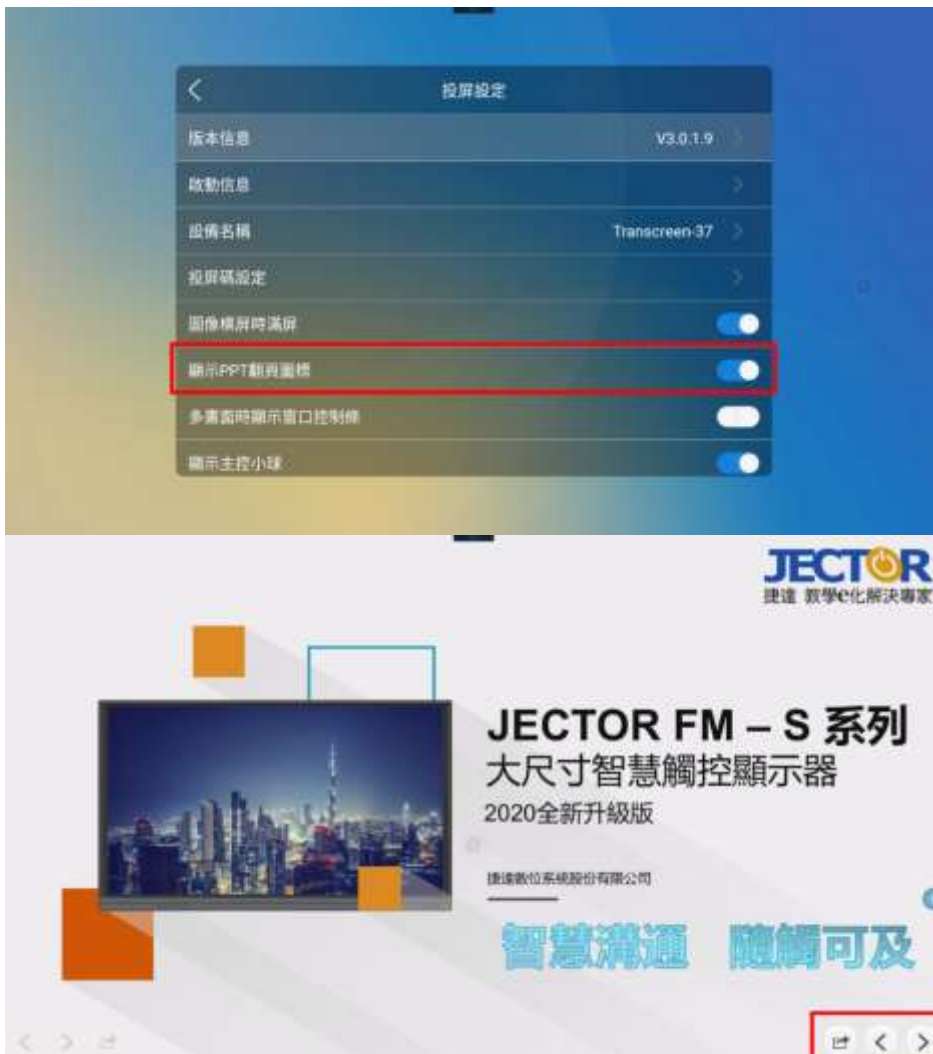 投屏設定
版本信息 V3.0.1.9
啟動信息
設備名稱 Transcreen-37
投屏碼設定
圖像橫屏時滿屏
顯示PPT翻頁圖標
多畫面時顯示窗口控制條
顯示主控小球
JECTOR
捷達 教學e化解決專家
JECTOR FM – S 系列
大尺寸智慧觸控顯示器
2020全新升級版
捷達數位系統股份有限公司
智慧溝通 隨觸可及